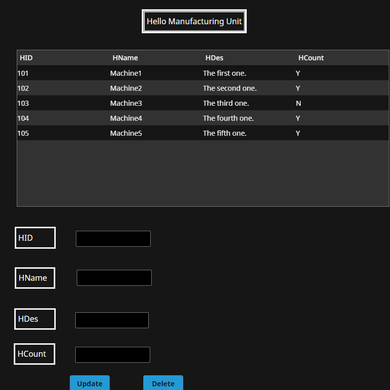 Hello Manufacturing Unit
HID HName HDes HCount
101 Machine1 The first one. Y
102 Machine2 The second one. Y
103 Machine3 The third one. N
104 Machine4 The fourth one. Y
105 Machine5 The fifth one. Y
HID
HName
HDes
HCount
Update Delete